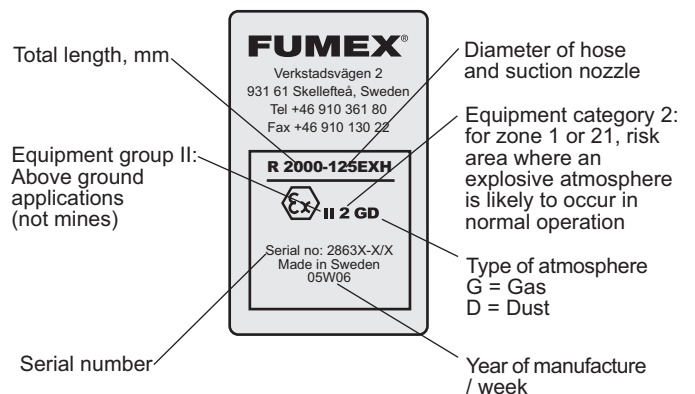 Total length, mm
Equipment group II:
Above ground
applications
(not mines)
Serial number
FUMEX®
Verkstadsvägen 2
931 61 Skellefteå, Sweden
Tel +46 910 361 80
Fax +46 910 130 22
R 2000-125EXH
Ex II 2 GD
Serial no: 2863X-X/X
Made in Sweden
05W06
Diameter of hose
and suction nozzle
Equipment category 2:
for zone 1 or 21, risk
area where an
explosive atmosphere
is likely to occur in
normal operation
Type of atmosphere
G = Gas
D = Dust
Year of manufacture
/ week